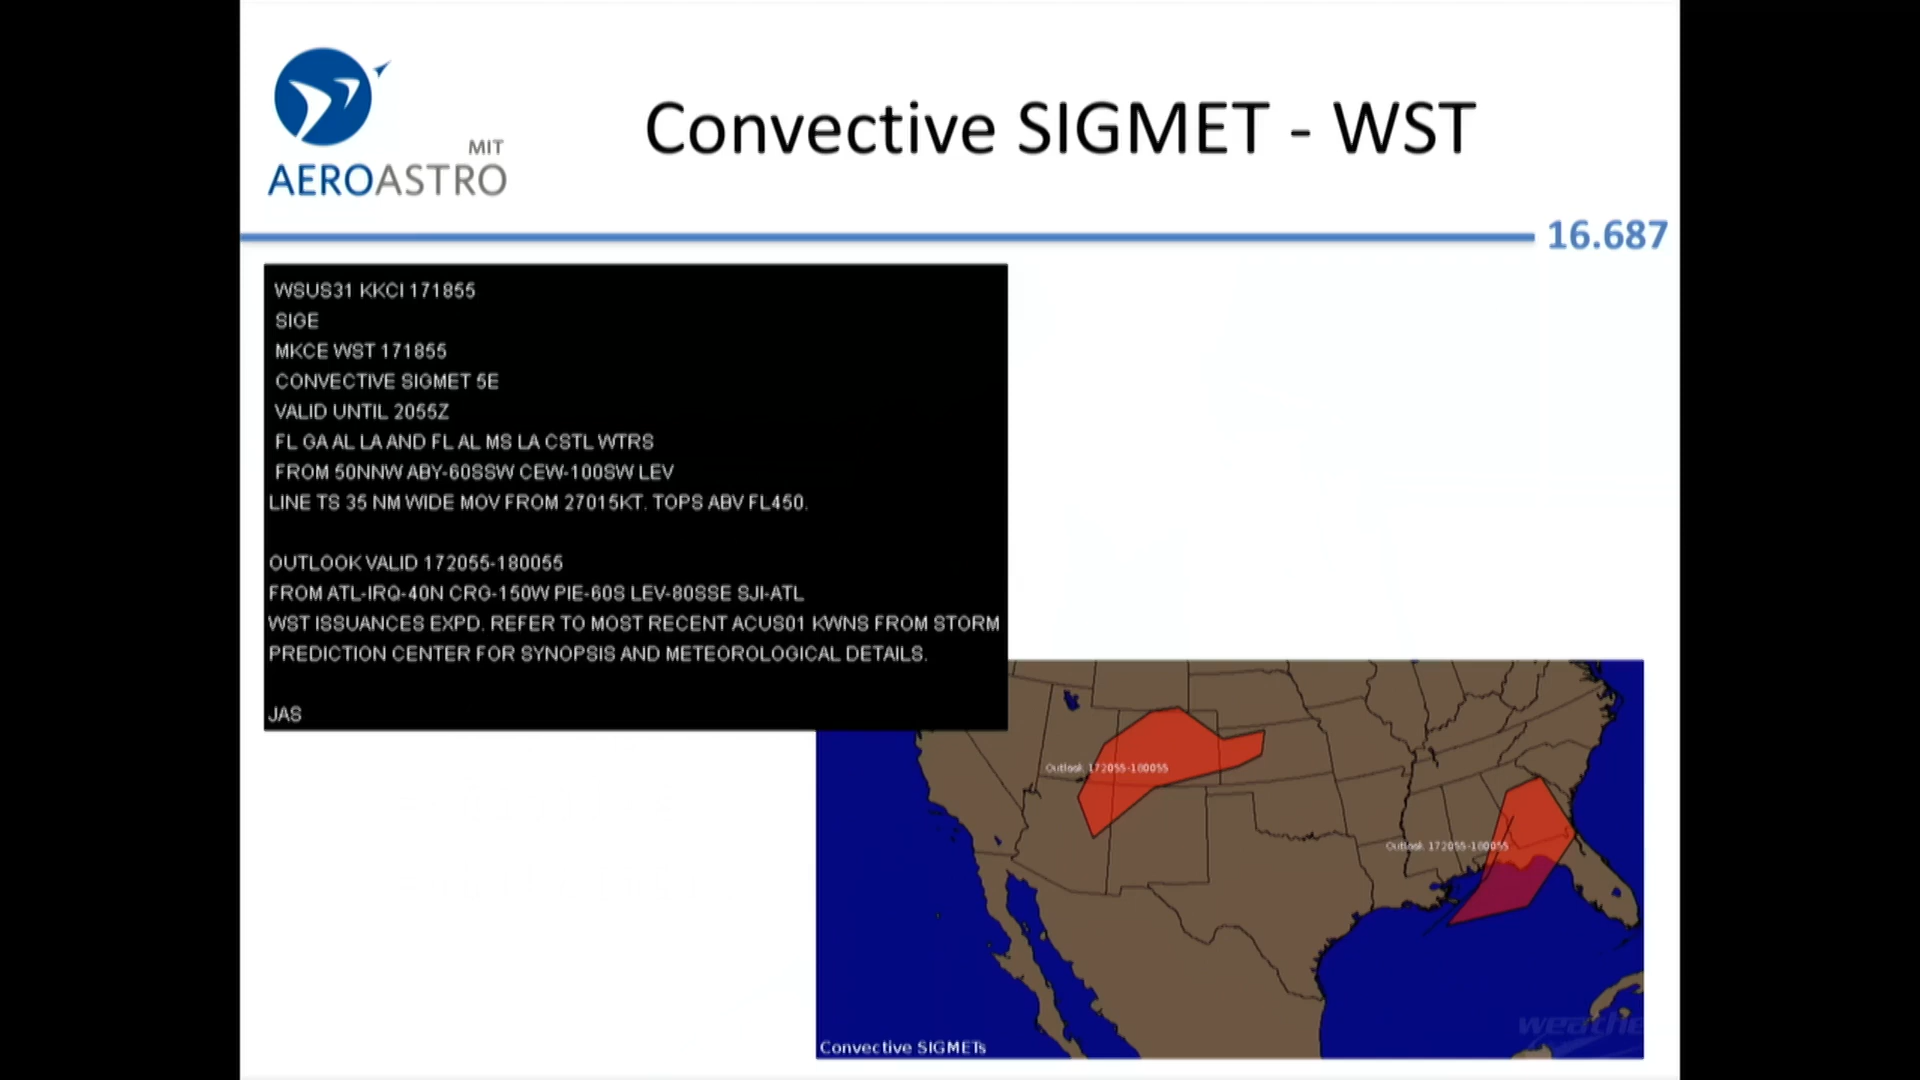 MIT
AEROASTRO
Convective SIGMET - WST
16.687
WSUS31 KKCI 171855
SIGE
MKCE WST 171855
CONVECTIVE SIGMET 5E
VALID UNTIL 2055Z
FL GA AL LA AND FL AL MS LA CSTL WTRS
FROM 50NNW ABY-60SSW CEW-100SW LEV
LINE TS 35 NM WIDE MOV FROM 27015KT. TOPS ABV FL450.
OUTLOOK VALID 172055-180055
FROM ATL-IRQ-40N CRG-150W PIE-60S LEV-80SSE SJI-ATL
WST ISSUANCES EXPD. REFER TO MOST RECENT ACUS01 KWNS FROM STORM
PREDICTION CENTER FOR SYNOPSIS AND METEOROLOGICAL DETAILS.
JAS
Outlook 172055-180055
Outlook 172055-180055
weathe
Convective SIGMETs